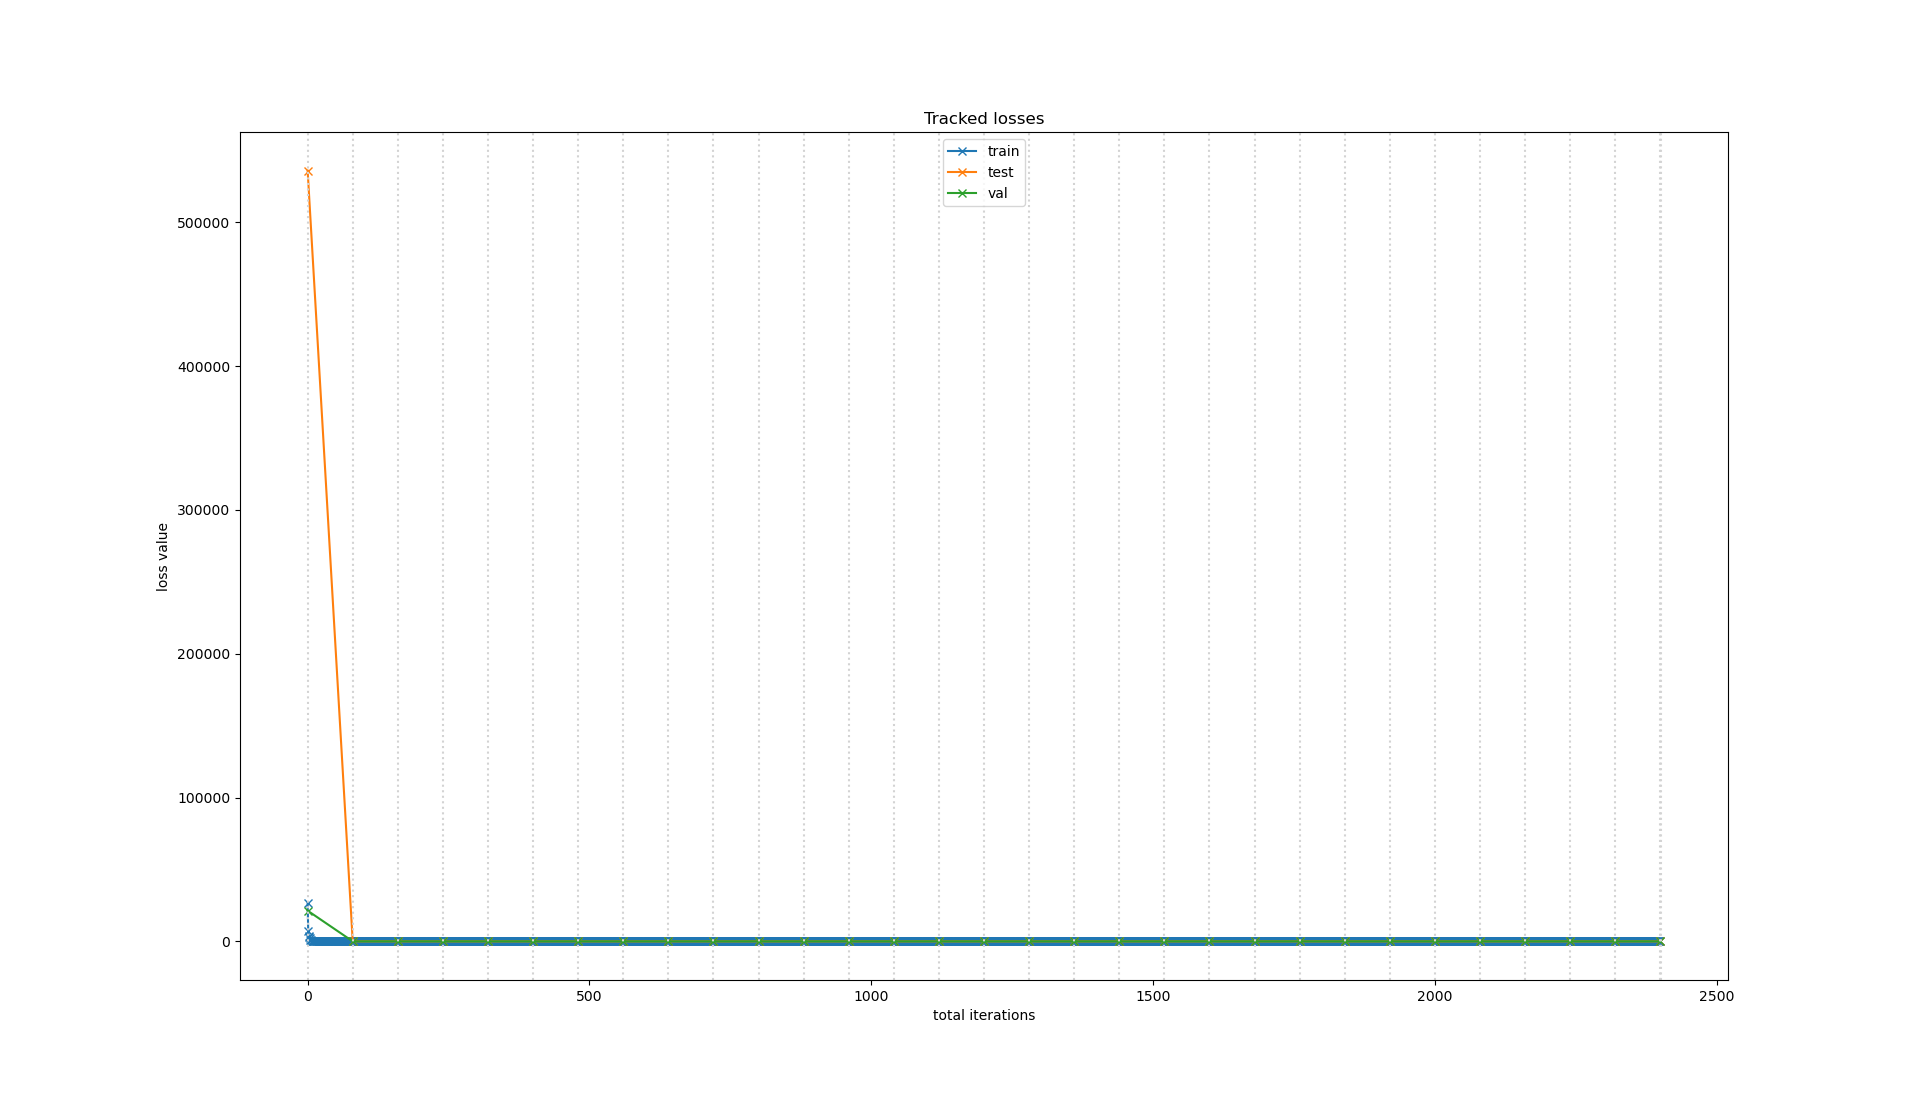 Tracked losses
train
test
val
500000
400000
300000
200000
100000
0
loss value
0 500 1000 1500 2000 2500
total iterations